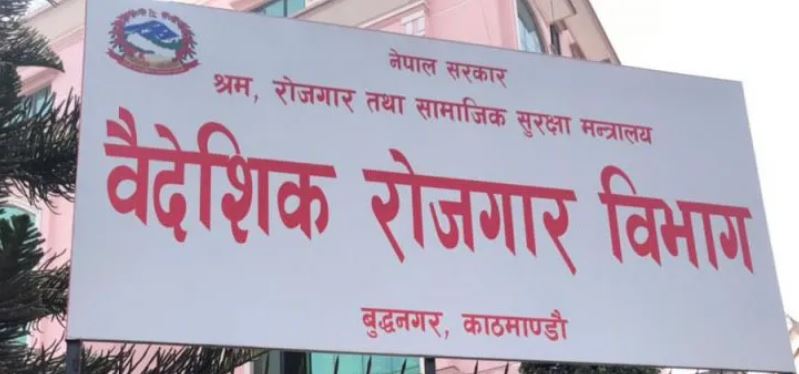 नेपाल सरकार
श्रम, रोजगार तथा सामाजिक सुरक्षा मन्त्रालय
वैदेशिक रोजगार विभाग
बुद्धनगर, काठमाण्डौ